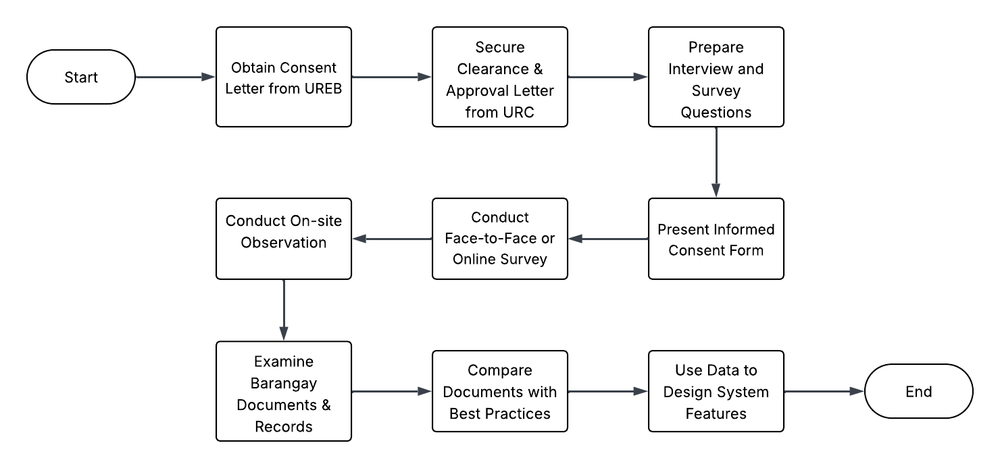 Start
Obtain Consent
Letter from UREB
Secure
Clearance &
Approval Letter
from URC
Prepare
Interview and
Survey
Questions
Present Informed
Consent Form
Conduct
Face-to-Face or
Online Survey
Conduct On-site
Observation
Examine
Barangay
Documents &
Records
Compare
Documents with
Best Practices
Use Data to
Design System
Features
End